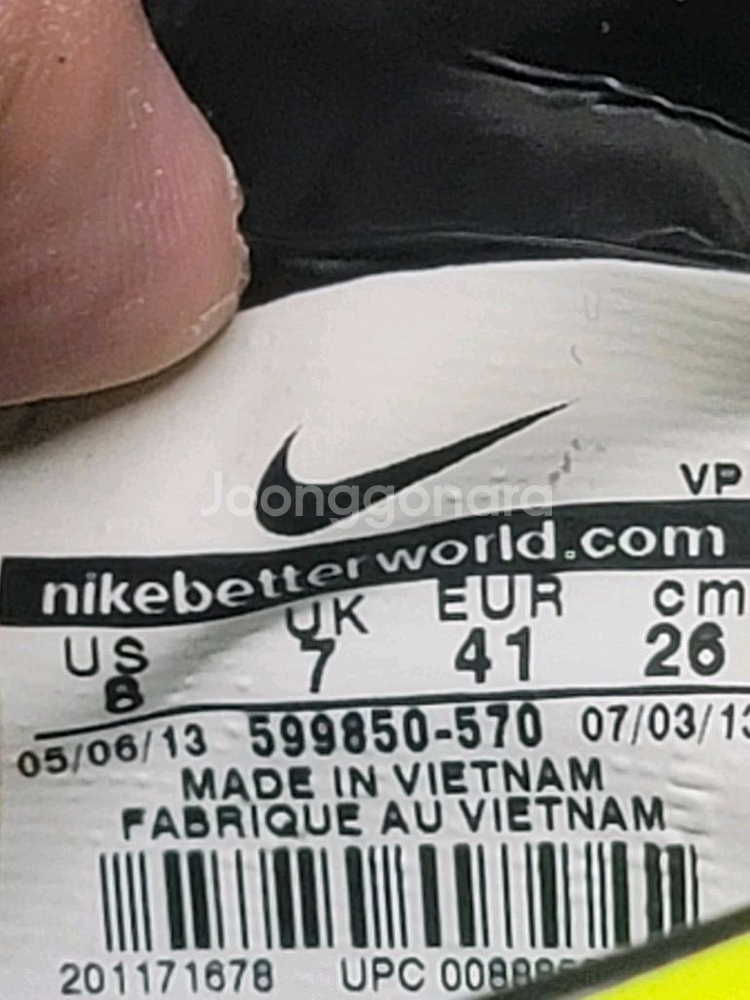 VP
Joonggonara
nikebetterworld.com
US UK EUR cm
8 7 41 26
05/06/13 599850-570 07/03/13
MADE IN VIETNAM
FABRIQUE AU VIETNAM
201171678 UPC